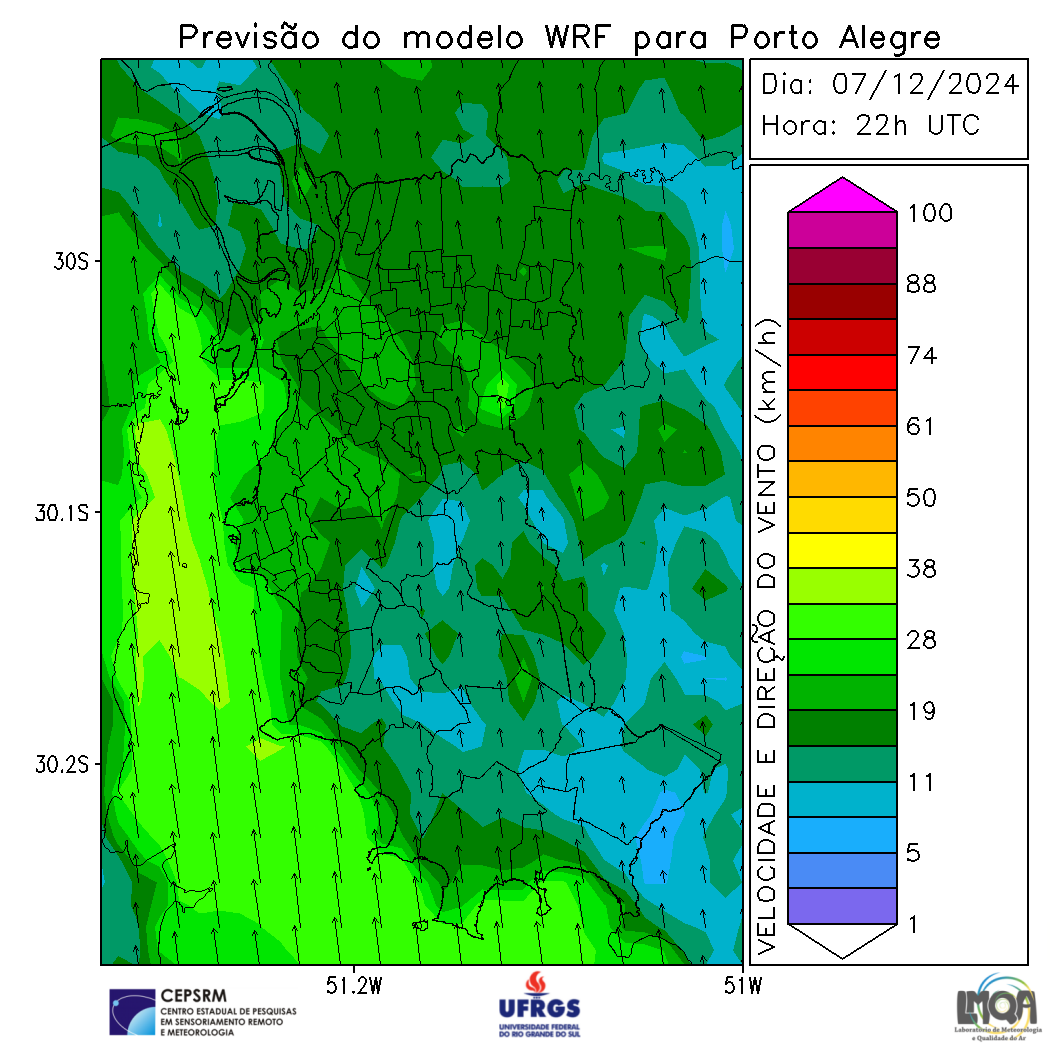 Previsão do modelo WRF para Porto Alegre
Dia: 07/12/2024
Hora: 22h UTC
30S
30.1S
30.2S
51.2W
51W
VELOCIDADE E DIREÇÃO DO VENTO (km/h)
100
88
74
61
50
38
28
19
11
5
1
CEPSRM
CENTRO ESTADUAL DE PESQUISAS
EM SENSORIAMENTO REMOTO
E METEOROLOGIA
UFRGS
UNIVERSIDADE FEDERAL
DO RIO GRANDE DO SUL
LMQA
Laboratório de Meteorologia
e Qualidade do Ar